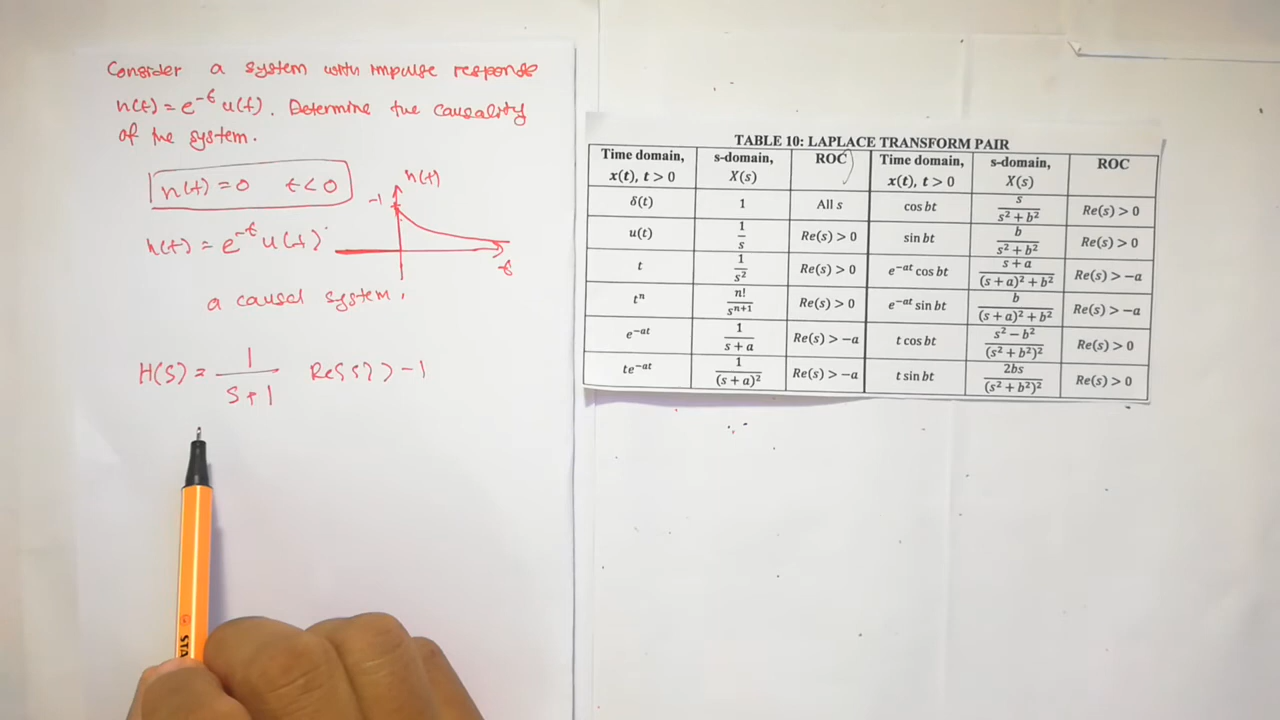 Consider a system with impulse response
h(t) = e^-t u(t). Determine the causality
of the system.
h(t) = 0 t < 0
h(t)
1
t
h(t) = e^-t u(t)
a causal system.
H(s) = 1/(s+1) Re{s} > -1
TABLE 10: LAPLACE TRANSFORM PAIR
Time domain, x(t), t > 0 s-domain, X(s) ROC Time domain, x(t), t > 0 s-domain, X(s) ROC
δ(t) 1 All s cos bt s/(s² + b²) Re(s) > 0
u(t) 1/s Re(s) > 0 sin bt b/(s² + b²) Re(s) > 0
t 1/s² Re(s) > 0 e^-at cos bt (s + a)/((s + a)² + b²) Re(s) > −a
tⁿ n!/s^(n+1) Re(s) > 0 e^-at sin bt b/((s + a)² + b²) Re(s) > −a
e^-at 1/(s + a) Re(s) > −a t cos bt (s² − b²)/(s² + b²)² Re(s) > 0
te^-at 1/(s + a)² Re(s) > −a t sin bt 2bs/(s² + b²)² Re(s) > 0
STA